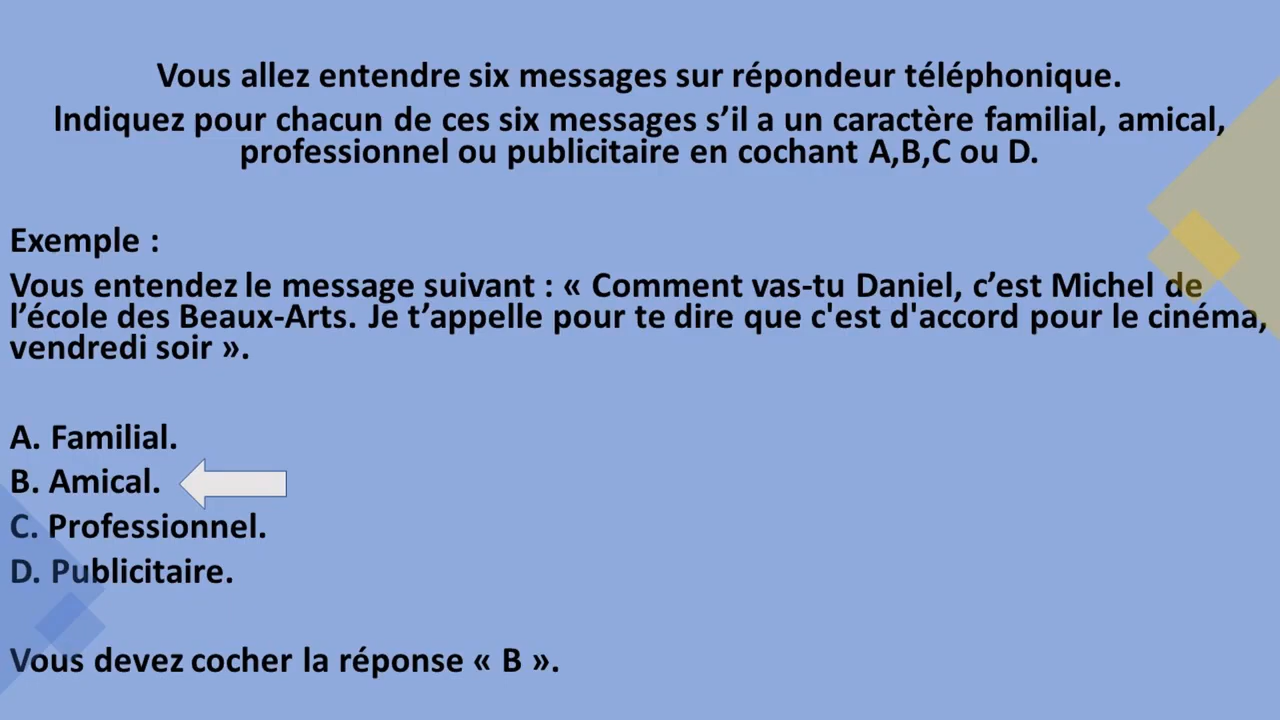 Vous allez entendre six messages sur répondeur téléphonique.
Indiquez pour chacun de ces six messages s’il a un caractère familial, amical,
professionnel ou publicitaire en cochant A,B,C ou D.
Exemple :
Vous entendez le message suivant : « Comment vas-tu Daniel, c’est Michel de
l’école des Beaux-Arts. Je t’appelle pour te dire que c'est d'accord pour le cinéma,
vendredi soir ».
A. Familial.
B. Amical.
C. Professionnel.
D. Publicitaire.
Vous devez cocher la réponse « B ».